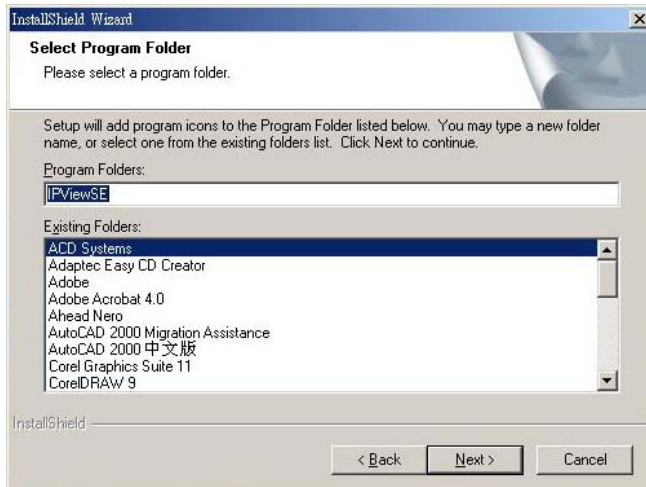 InstallShield Wizard
Select Program Folder
Please select a program folder.
Setup will add program icons to the Program Folder listed below. You may type a new folder
name, or select one from the existing folders list. Click Next to continue.
Program Folders:
IPViewSE
Existing Folders:
ACD Systems
Adaptec Easy CD Creator
Adobe
Adobe Acrobat 4.0
Ahead Nero
AutoCAD 2000 Migration Assistance
AutoCAD 2000 中文版
Corel Graphics Suite 11
CorelDRAW 9
InstallShield
< Back
Next >
Cancel